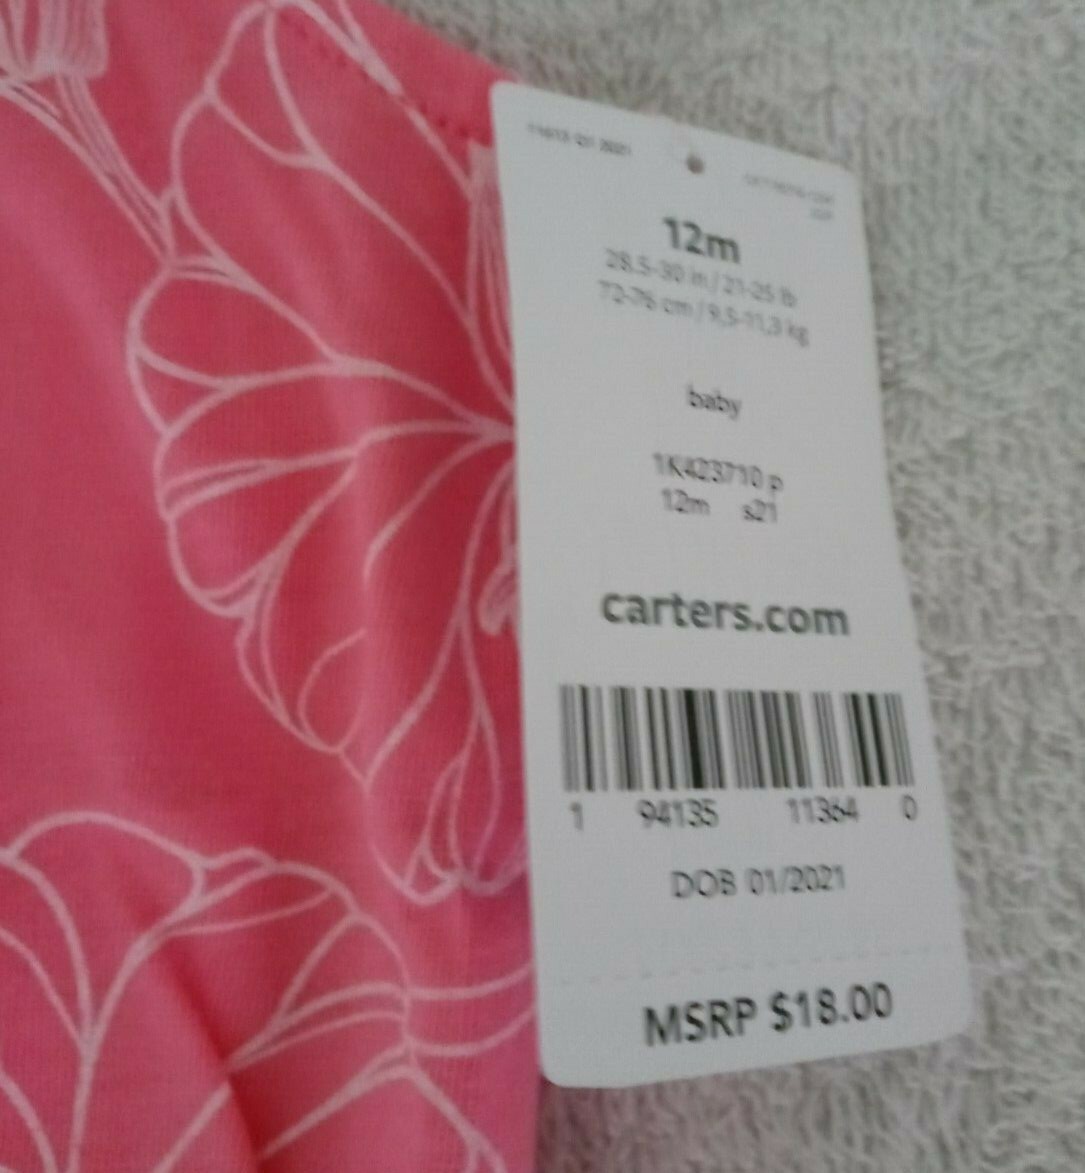 12m
28.5-30 in / 21-25 lb
72-76 cm / 9,5-11,3 kg
baby
1K423710 p
12m s21
carters.com
1 94135 11364 0
DOB 01/2021
MSRP $18.00